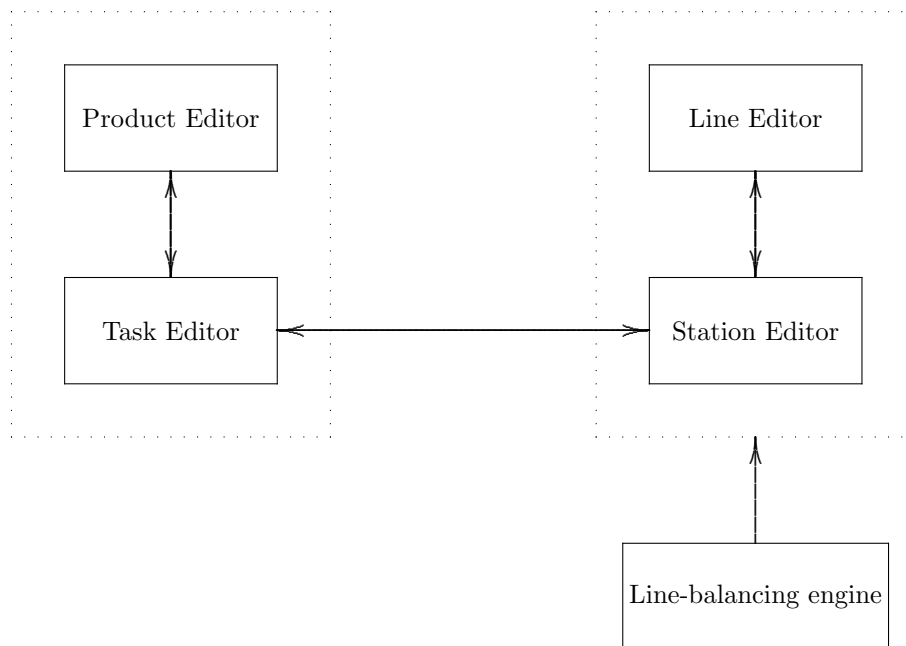 Product Editor
Line Editor
Task Editor
Station Editor
Line-balancing engine